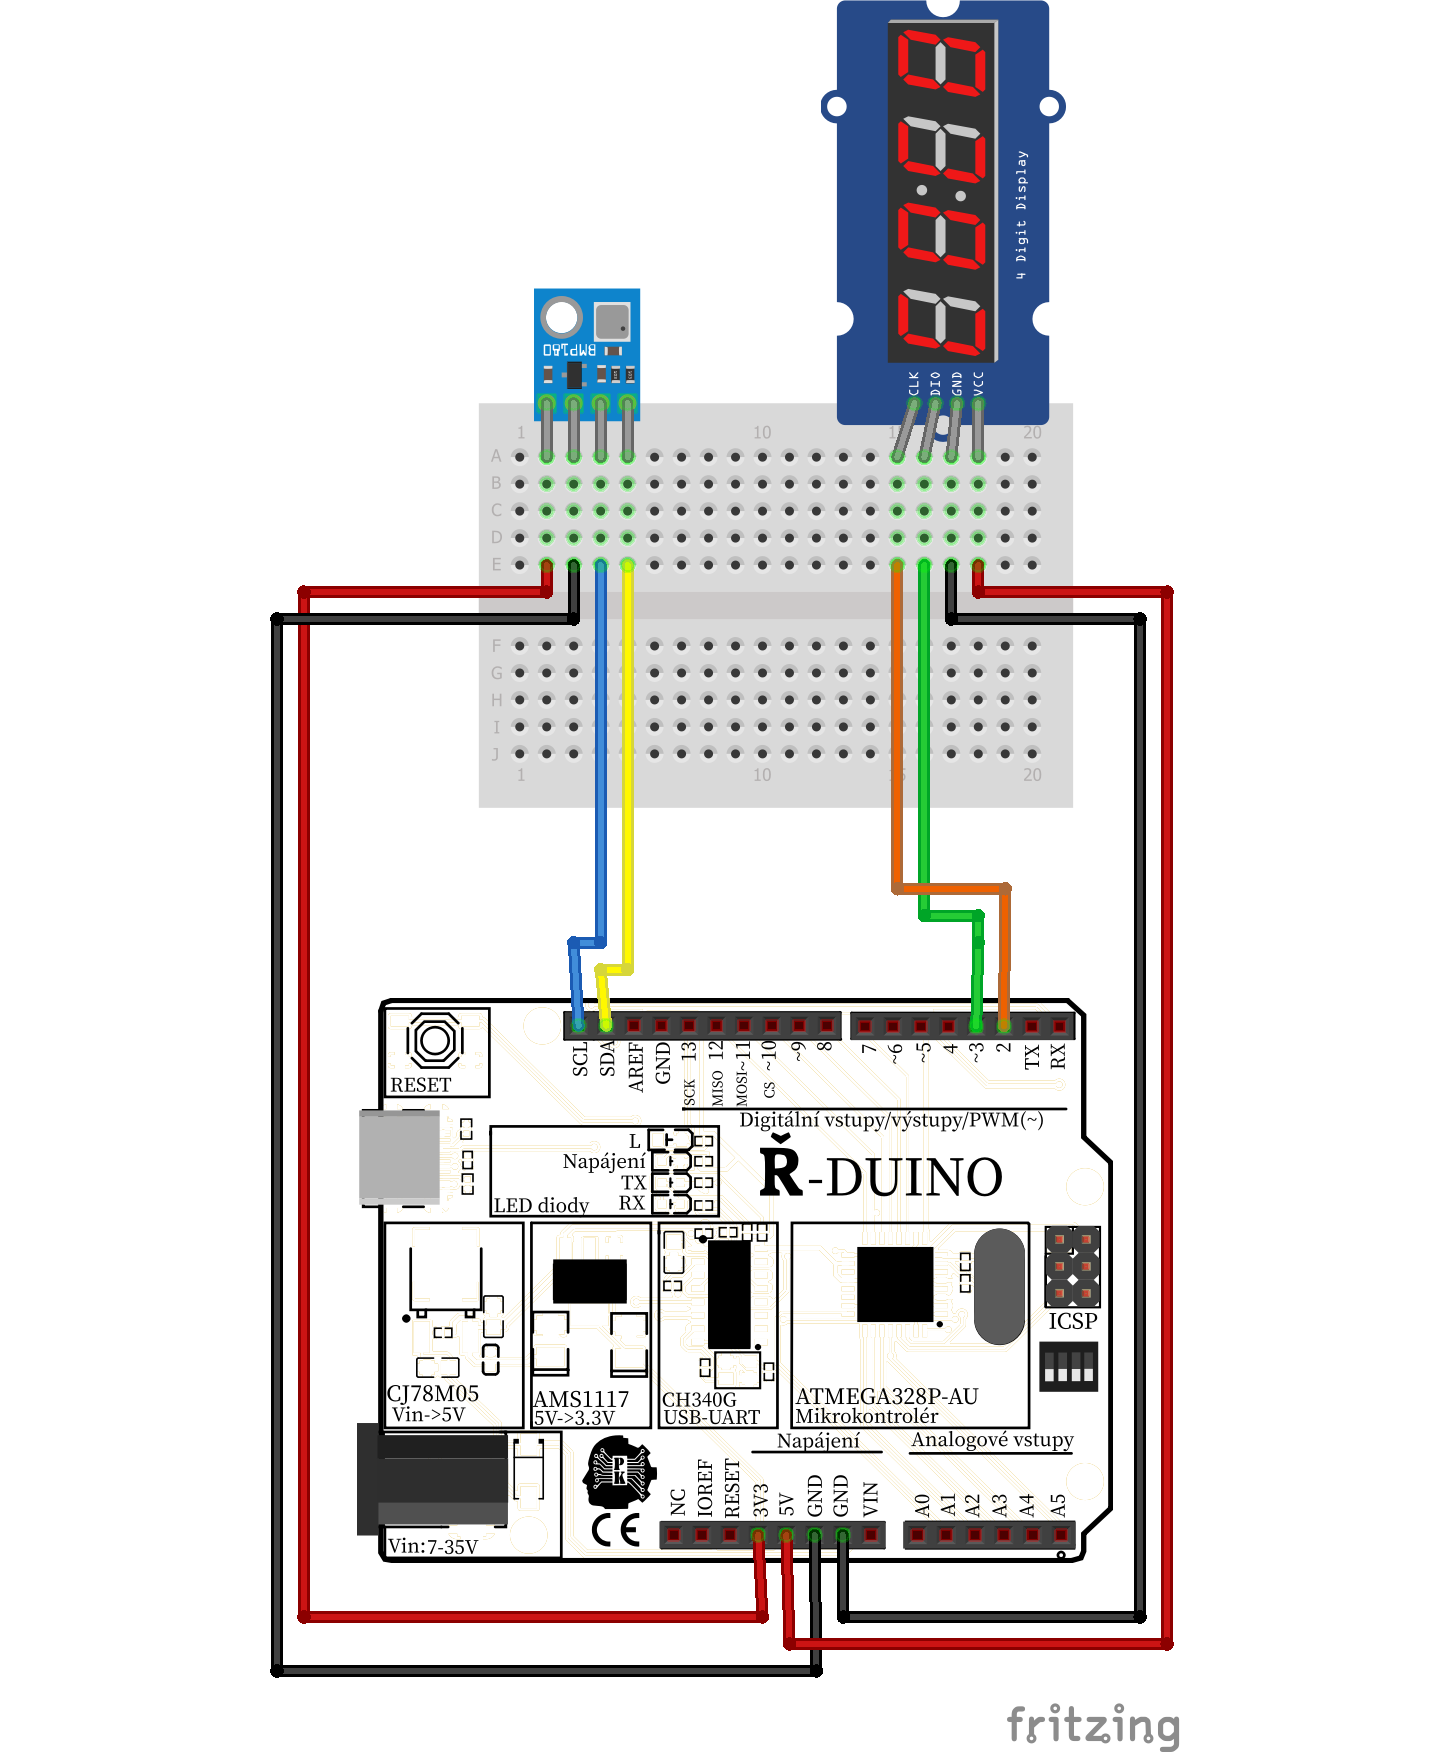 4 Digit Display
CLK
DIO
GND
VCC
BMP180
1 10 20
A
B
C
D
E
F
G
H
I
J
1 10 20
SCL
SDA
AREF
GND
13
12
~11
~10
~9
8
7
~6
~5
4
~3
2
TX
RX
SCK
MISO
MOSI
CS
Digitální vstupy/výstupy/PWM(~)
RESET
L
Napájení
TX
RX
LED diody
Ř-DUINO
ICSP
CJ78M05
Vin->5V
AMS1117
5V->3.3V
CH340G
USB-UART
ATMEGA328P-AU
Mikrokontrolér
Napájení
Analogové vstupy
P
K
CE
Vin:7-35V
NC
IOREF
RESET
3V3
5V
GND
GND
VIN
A0
A1
A2
A3
A4
A5
fritzing